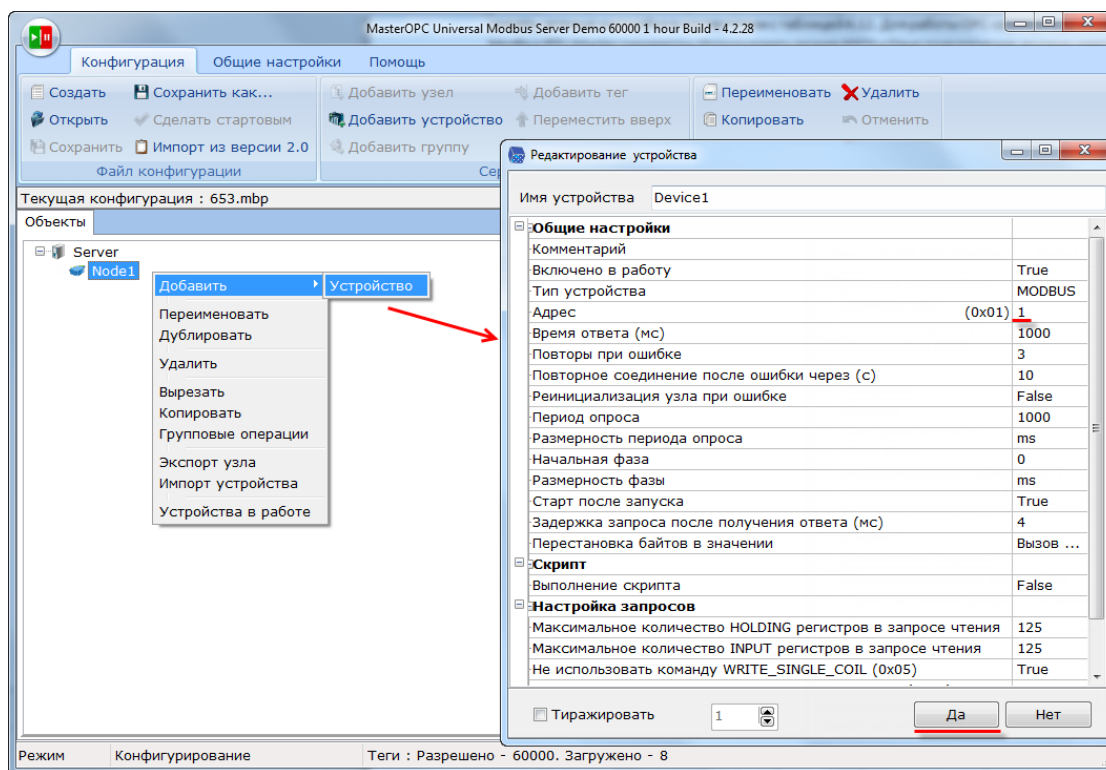 MasterOPC Universal Modbus Server Demo 60000 1 hour Build - 4.2.28
Конфигурация Общие настройки Помощь
Создать Сохранить как... Добавить узел Добавить тег Переименовать Удалить
Открыть Сделать стартовым Добавить устройство Переместить вверх Копировать Отменить
Сохранить Импорт из версии 2.0 Добавить группу
Файл конфигурации
Текущая конфигурация : 653.mbp
Объекты
Server
Node1
Добавить
Устройство
Переименовать
Дублировать
Удалить
Вырезать
Копировать
Групповые операции
Экспорт узла
Импорт устройства
Устройства в работе
Редактирование устройства
Имя устройства Device1
Общие настройки
Комментарий
Включено в работу True
Тип устройства MODBUS
Адрес (0x01) 1
Время ответа (мс) 1000
Повторы при ошибке 3
Повторное соединение после ошибки через (с) 10
Реинициализация узла при ошибке False
Период опроса 1000
Размерность периода опроса ms
Начальная фаза 0
Размерность фазы ms
Старт после запуска True
Задержка запроса после получения ответа (мс) 4
Перестановка байтов в значении Вызов ...
Скрипт
Выполнение скрипта False
Настройка запросов
Максимальное количество HOLDING регистров в запросе чтения 125
Максимальное количество INPUT регистров в запросе чтения 125
Не использовать команду WRITE_SINGLE_COIL (0x05) True
Тиражировать 1 Да Нет
Режим Конфигурирование Теги : Разрешено - 60000. Загружено - 8